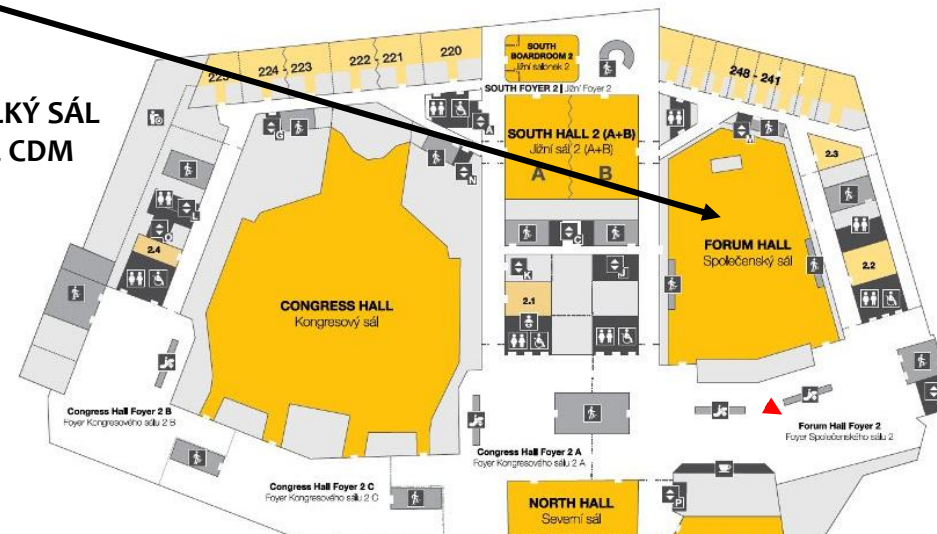 LKÝ SÁL
CDM
224 - 223
222 - 221
220
SOUTH
BOARDROOM 2
Jižní salonek 2
SOUTH FOYER 2 | Jižní Foyer 2
248 - 241
SOUTH HALL 2 (A+B)
Jižní sál 2 (A+B)
A
B
G
A
N
M
2.3
L
O
2.4
C
K
J
2.1
FORUM HALL
Společenský sál
2.2
CONGRESS HALL
Kongresový sál
Congress Hall Foyer 2 B
Foyer Kongresového sálu 2 B
Congress Hall Foyer 2 A
Foyer Kongresového sálu 2 A
Congress Hall Foyer 2 C
Foyer Kongresového sálu 2 C
Forum Hall Foyer 2
Foyer Společenského sálu 2
NORTH HALL
Severní sál
P